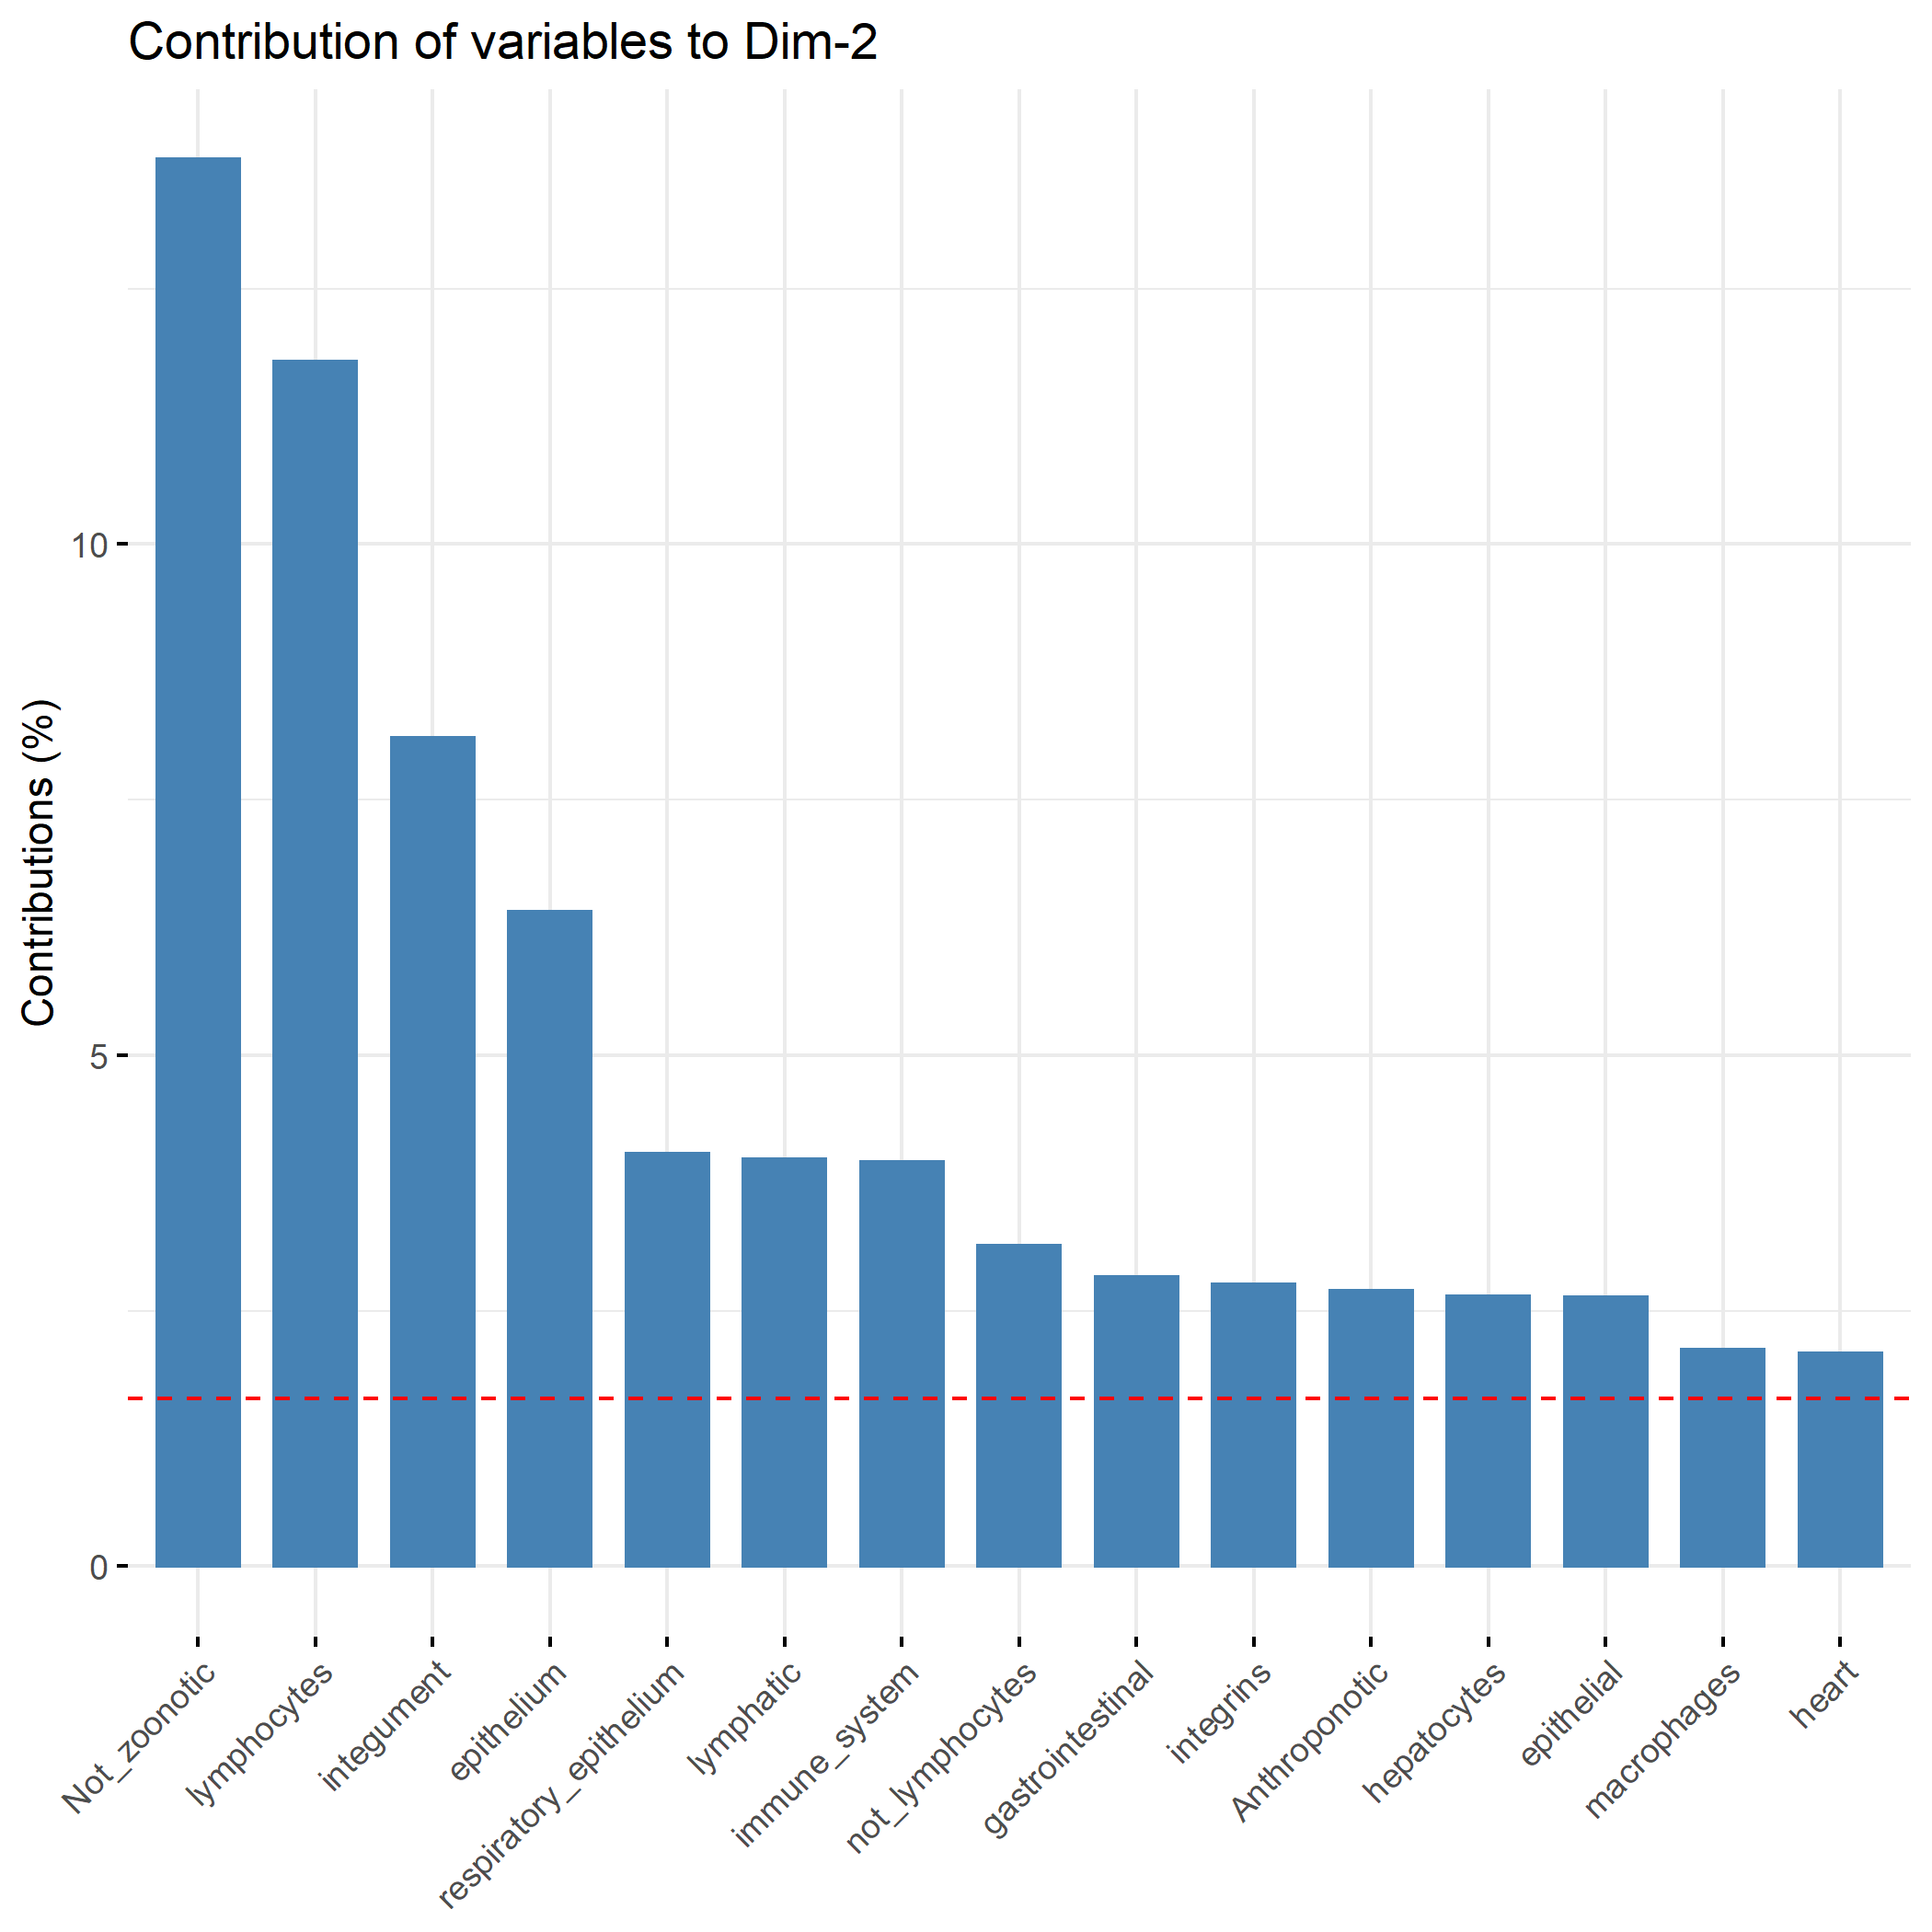 Contribution of variables to Dim-2
Contributions (%)
10
5
0
Not_zoonotic
lymphocytes
integument
epithelium
respiratory_epithelium
lymphatic
immune_system
not_lymphocytes
gastrointestinal
integrins
Anthroponotic
hepatocytes
epithelial
macrophages
heart